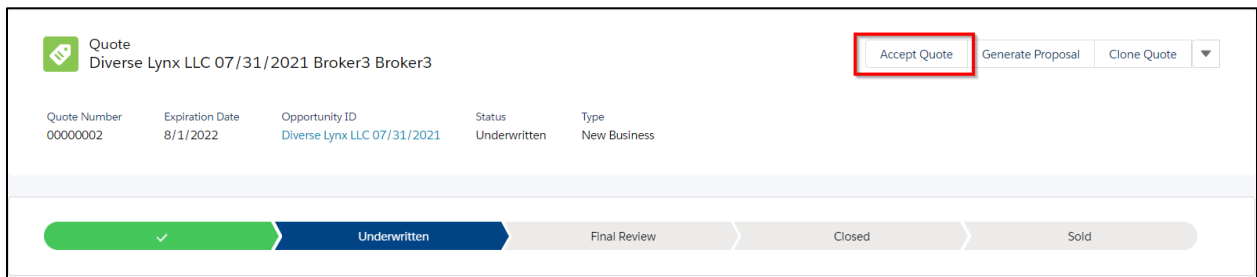 Quote
Diverse Lynx LLC 07/31/2021 Broker3 Broker3
Accept Quote
Generate Proposal
Clone Quote
Quote Number
Expiration Date
Opportunity ID
Status
Type
00000002
8/1/2022
Diverse Lynx LLC 07/31/2021
Underwritten
New Business
Underwritten
Final Review
Closed
Sold